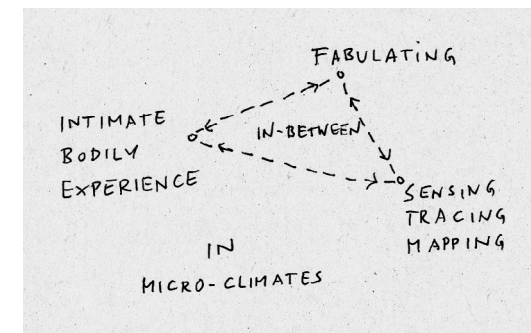 FABULATING
INTIMATE
BODILY
EXPERIENCE
IN-BETWEEN
SENSING
TRACING
MAPPING
IN
MICRO-CLIMATES